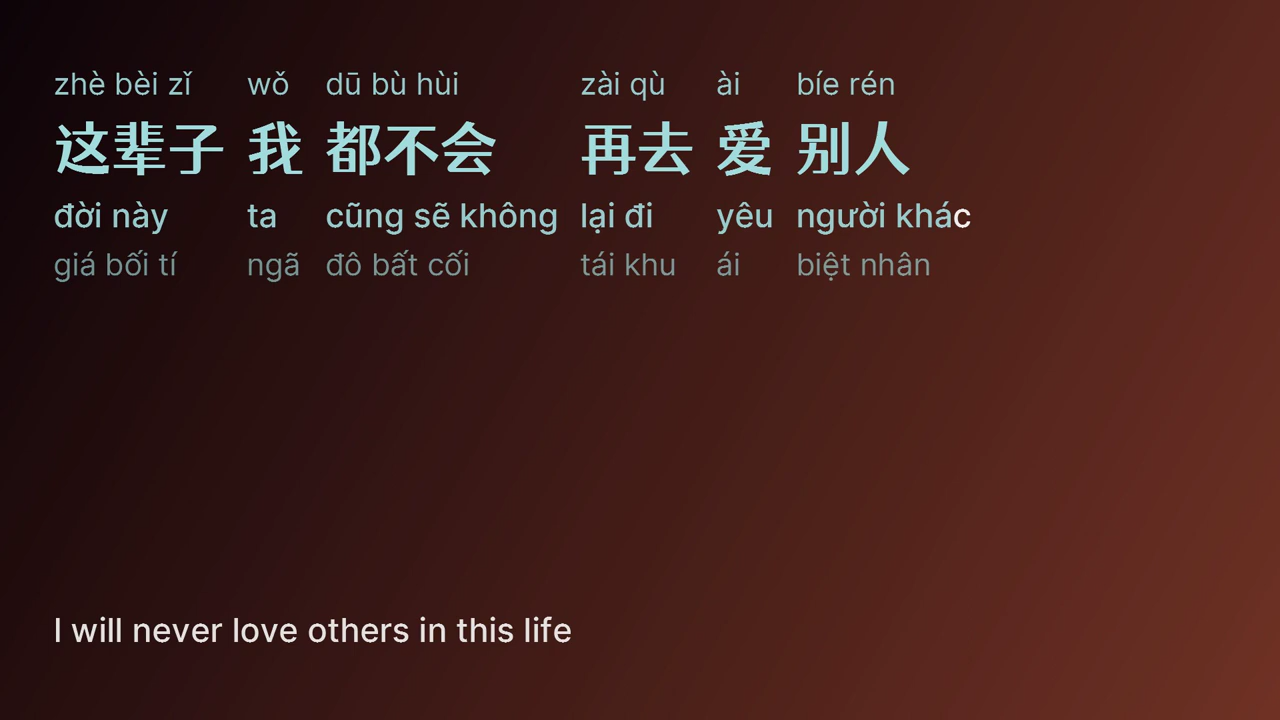 zhè bèi zǐ wǒ dū bù hùi zài qù ài bíe rén
这辈子 我 都不会 再去 爱 别人
đời này ta cũng sẽ không lại đi yêu người khác
giá bối tí ngã đô bất cối tái khu ái biệt nhân
I will never love others in this life